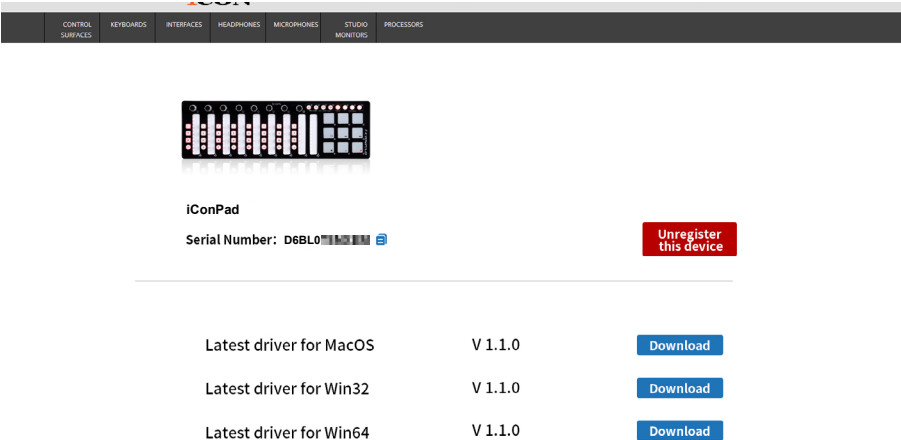 iCON
CONTROL SURFACES
KEYBOARDS
INTERFACES
HEADPHONES
MICROPHONES
STUDIO MONITORS
PROCESSORS
iConPad
Serial Number: D6BL0
Unregister
this device
Latest driver for MacOS V 1.1.0 Download
Latest driver for Win32 V 1.1.0 Download
Latest driver for Win64 V 1.1.0 Download